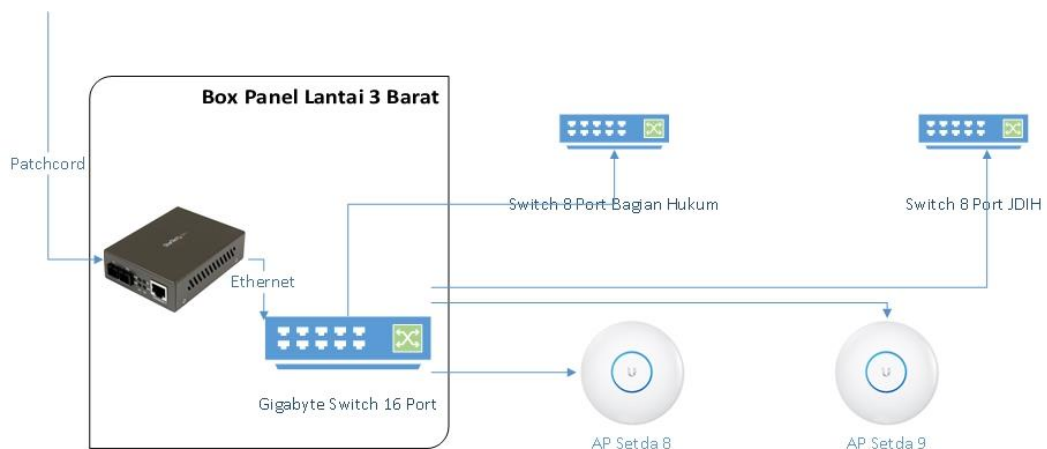 Box Panel Lantai 3 Barat
Patchcord
Switch 8 Port Bagian Hukum
Switch 8 Port JDIH
Ethernet
Gigabyte Switch 16 Port
AP Setda 8
AP Setda 9